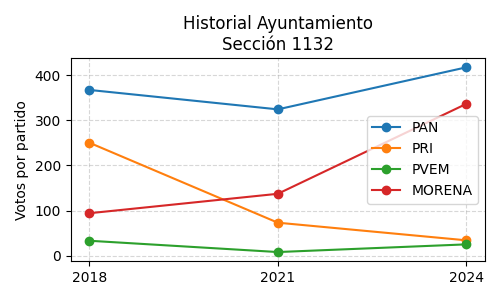 Historial Ayuntamiento
Sección 1132
Votos por partido
400
300
200
100
0
2018
2021
2024
PAN
PRI
PVEM
MORENA